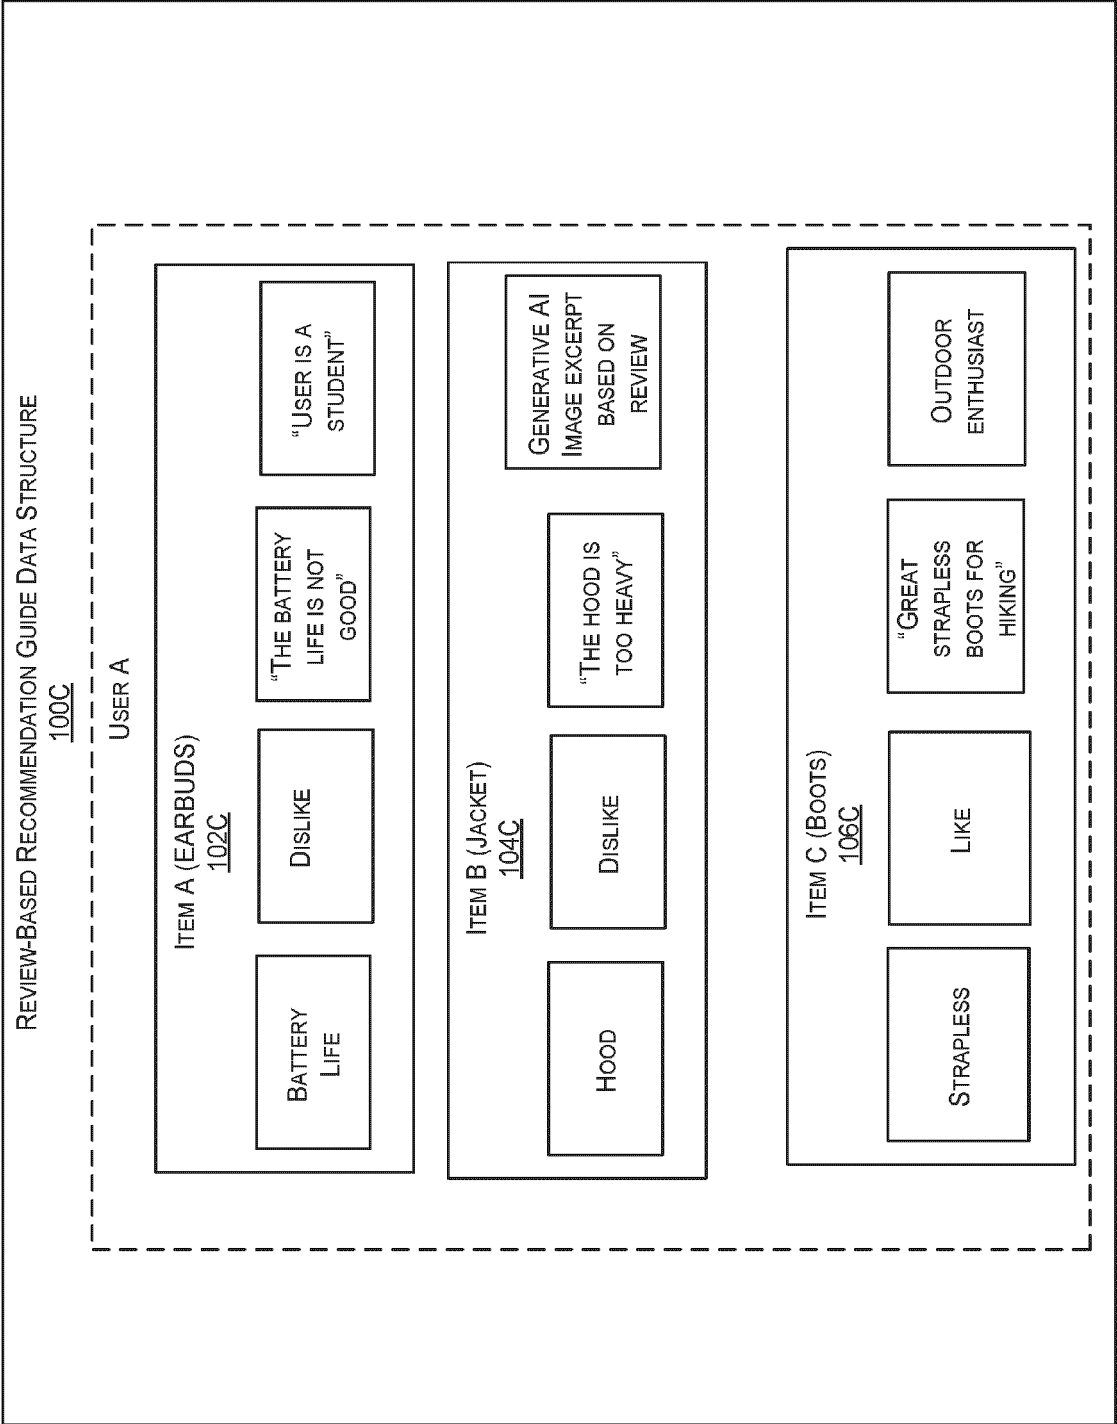 REVIEW-BASED RECOMMENDATION GUIDE DATA STRUCTURE
100C
USER A
ITEM A (EARBUDS)
102C
BATTERY
LIFE
DISLIKE
“THE BATTERY
LIFE IS NOT
GOOD”
“USER IS A
STUDENT”
ITEM B (JACKET)
104C
HOOD
DISLIKE
“THE HOOD IS
TOO HEAVY”
GENERATIVE AI
IMAGE EXCERPT
BASED ON
REVIEW
ITEM C (BOOTS)
106C
STRAPLESS
LIKE
“GREAT
STRAPLESS
BOOTS FOR
HIKING”
OUTDOOR
ENTHUSIAST